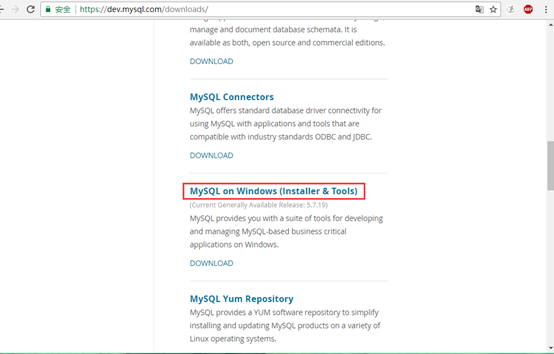 安全 https://dev.mysql.com/downloads/
manage and document database schemata. It is
available as both, open source and commercial editions.
DOWNLOAD
MySQL Connectors
MySQL offers standard database driver connectivity for
using MySQL with applications and tools that are
compatible with industry standards ODBC and JDBC.
DOWNLOAD
MySQL on Windows (Installer & Tools)
(Current Generally Available Release: 5.7.19)
MySQL provides you with a suite of tools for developing
and managing MySQL-based business critical
applications on Windows.
DOWNLOAD
MySQL Yum Repository
MySQL provides a YUM software repository to simplify
installing and updating MySQL products on a variety of
Linux operating systems.